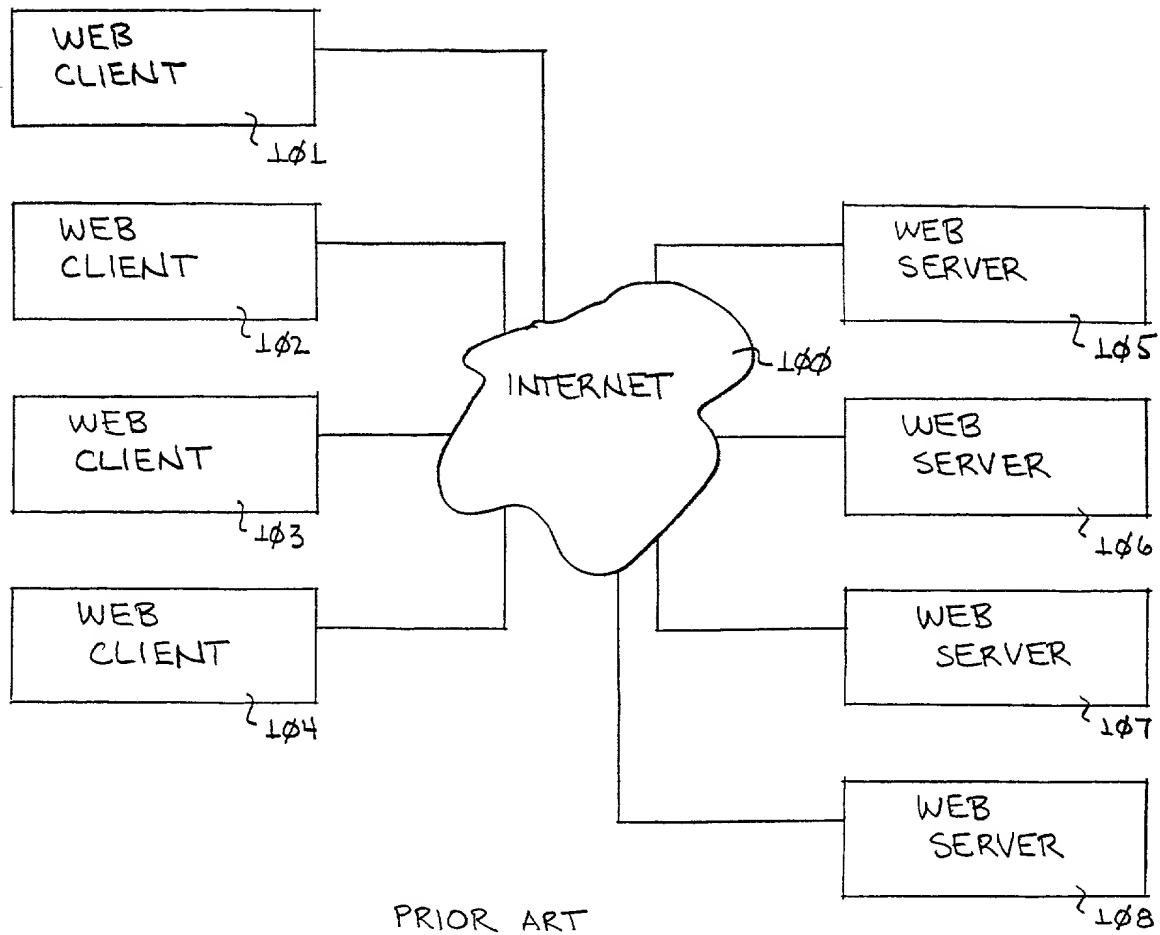 WEB
CLIENT
101
WEB
CLIENT
102
WEB
CLIENT
103
WEB
CLIENT
104
INTERNET
100
WEB
SERVER
105
WEB
SERVER
106
WEB
SERVER
107
WEB
SERVER
108
PRIOR ART